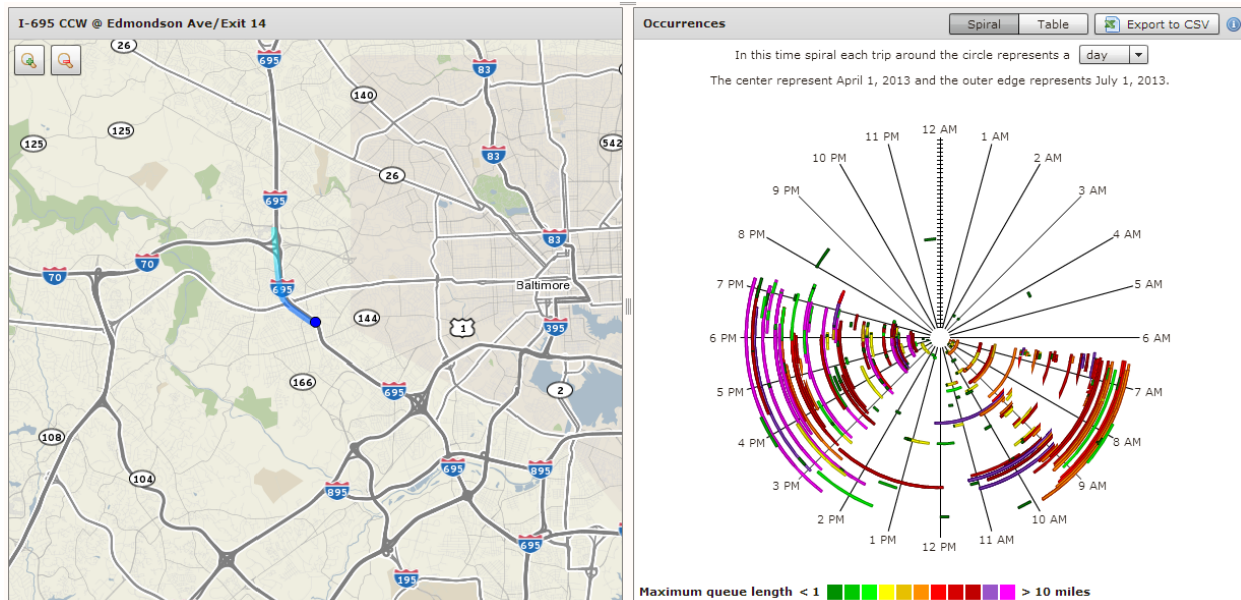 I-695 CCW @ Edmondson Ave/Exit 14
26
695
83
140
125
125
83
542
26
695
83
70
70
695
Baltimore
144
1
395
166
695
2
108
104
695
895
895
695
195
Occurrences
Spiral
Table
Export to CSV
In this time spiral each trip around the circle represents a day
The center represent April 1, 2013 and the outer edge represents July 1, 2013.
12 AM
1 AM
2 AM
3 AM
4 AM
5 AM
6 AM
7 AM
8 AM
9 AM
10 AM
11 AM
12 PM
1 PM
2 PM
3 PM
4 PM
5 PM
6 PM
7 PM
8 PM
9 PM
10 PM
11 PM
Maximum queue length < 1 > 10 miles